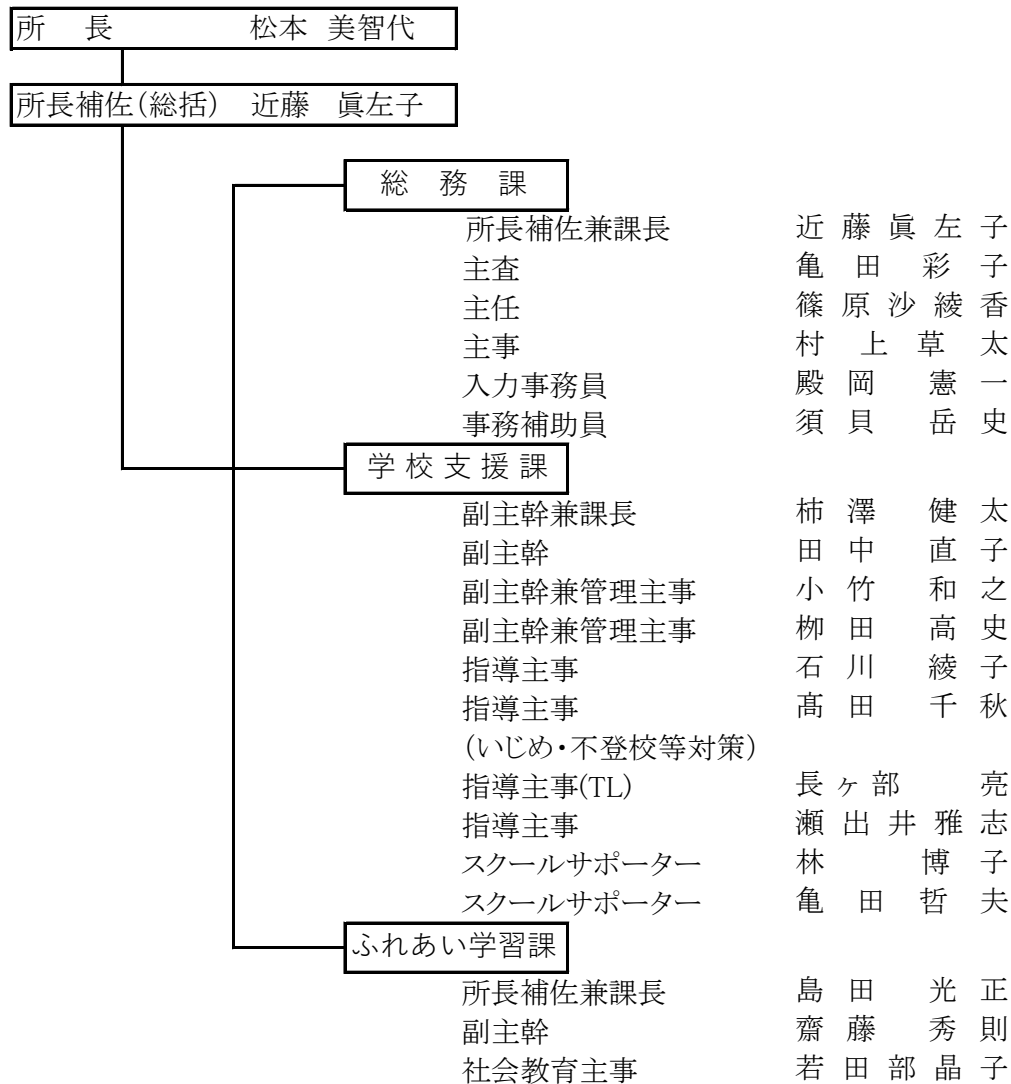 所　長　　　　松本　美智代
所長補佐(総括)　近藤　眞左子
総　務　課
所長補佐兼課長　近藤眞左子
主査　亀田彩子
主任　篠原沙綾香
主事　村上草太
入力事務員　殿岡憲一
事務補助員　須貝岳史
学校支援課
副主幹兼課長　柿澤健太
副主幹　田中直子
副主幹兼管理主事　小竹和之
副主幹兼管理主事　栁田高史
指導主事　石川綾子
指導主事　髙田千秋
(いじめ・不登校等対策)
指導主事(TL)　長ヶ部亮
指導主事　瀬出井雅志
スクールサポーター　林博子
スクールサポーター　亀田哲夫
ふれあい学習課
所長補佐兼課長　島田光正
副主幹　齋藤秀則
社会教育主事　若田部晶子